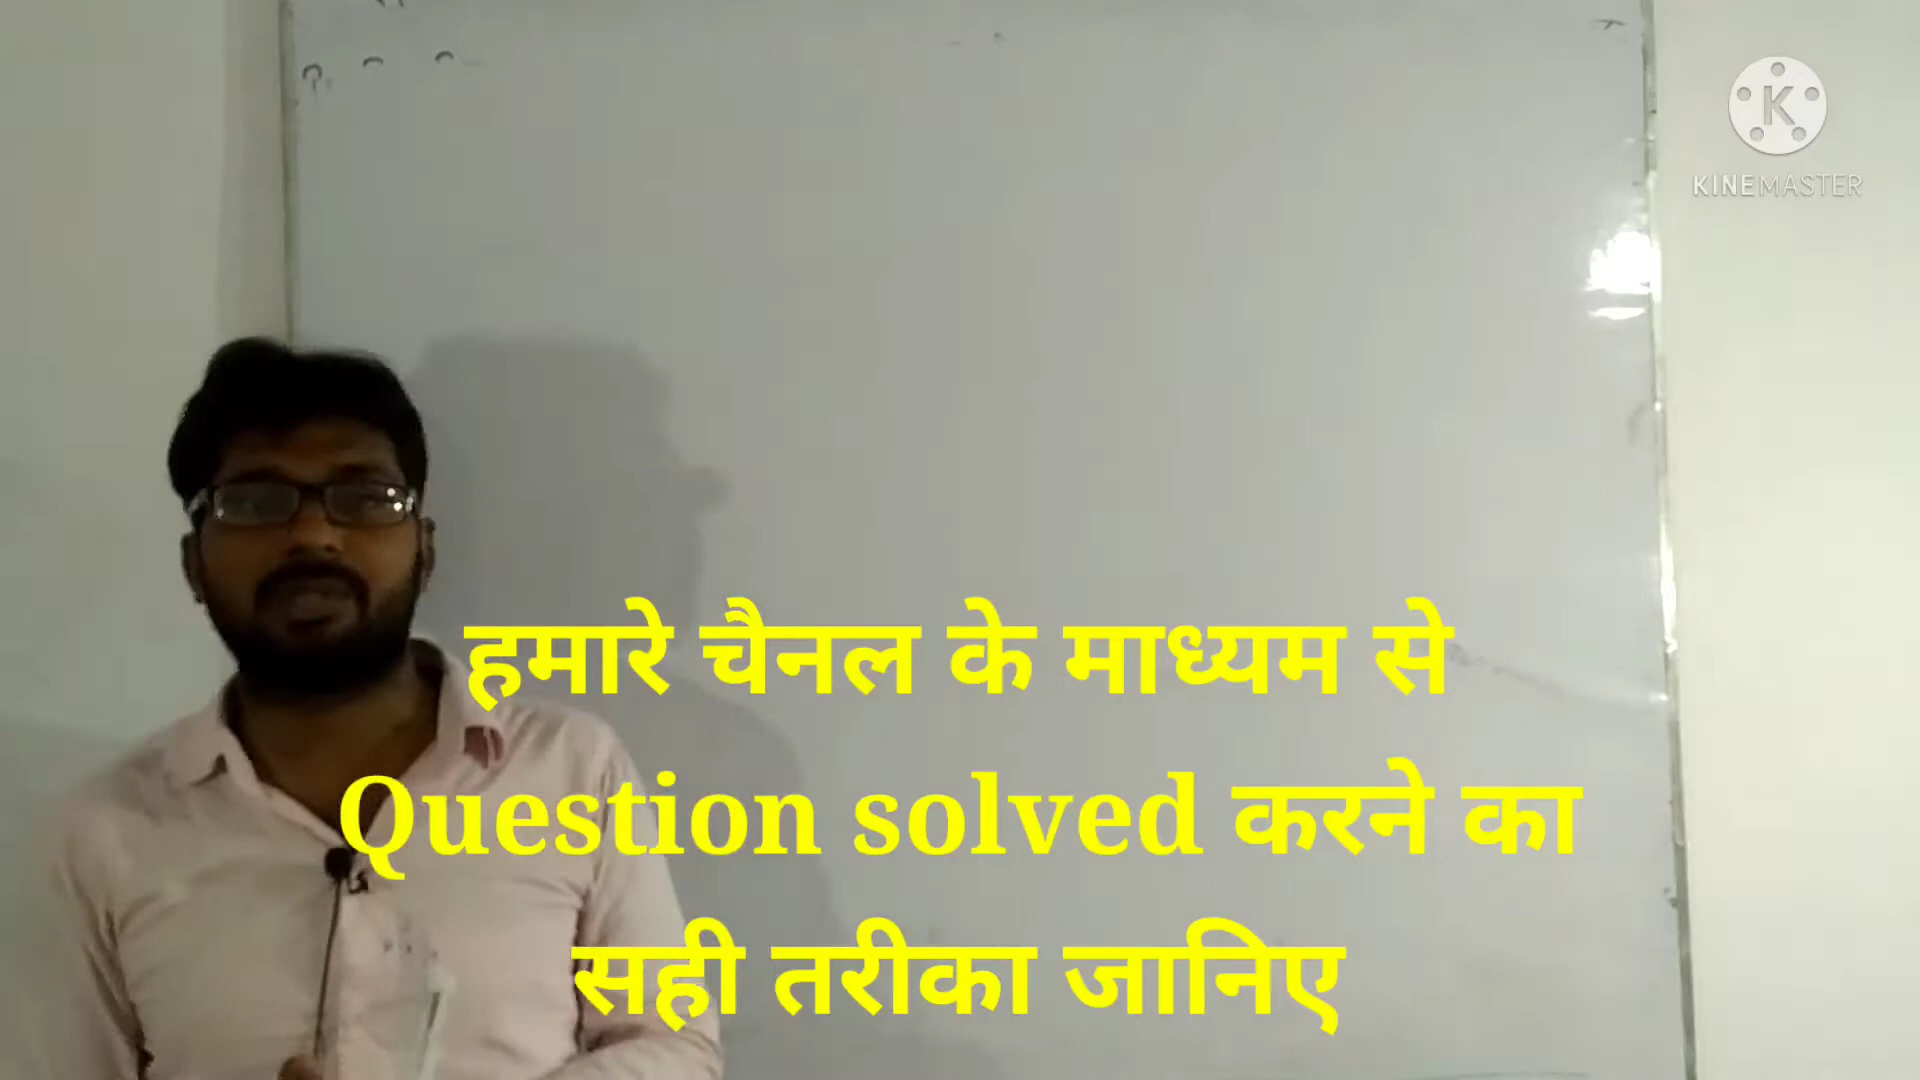 KINEMASTER
हमारे चैनल के माध्यम से
Question solved करने का
सही तरीका जानिए